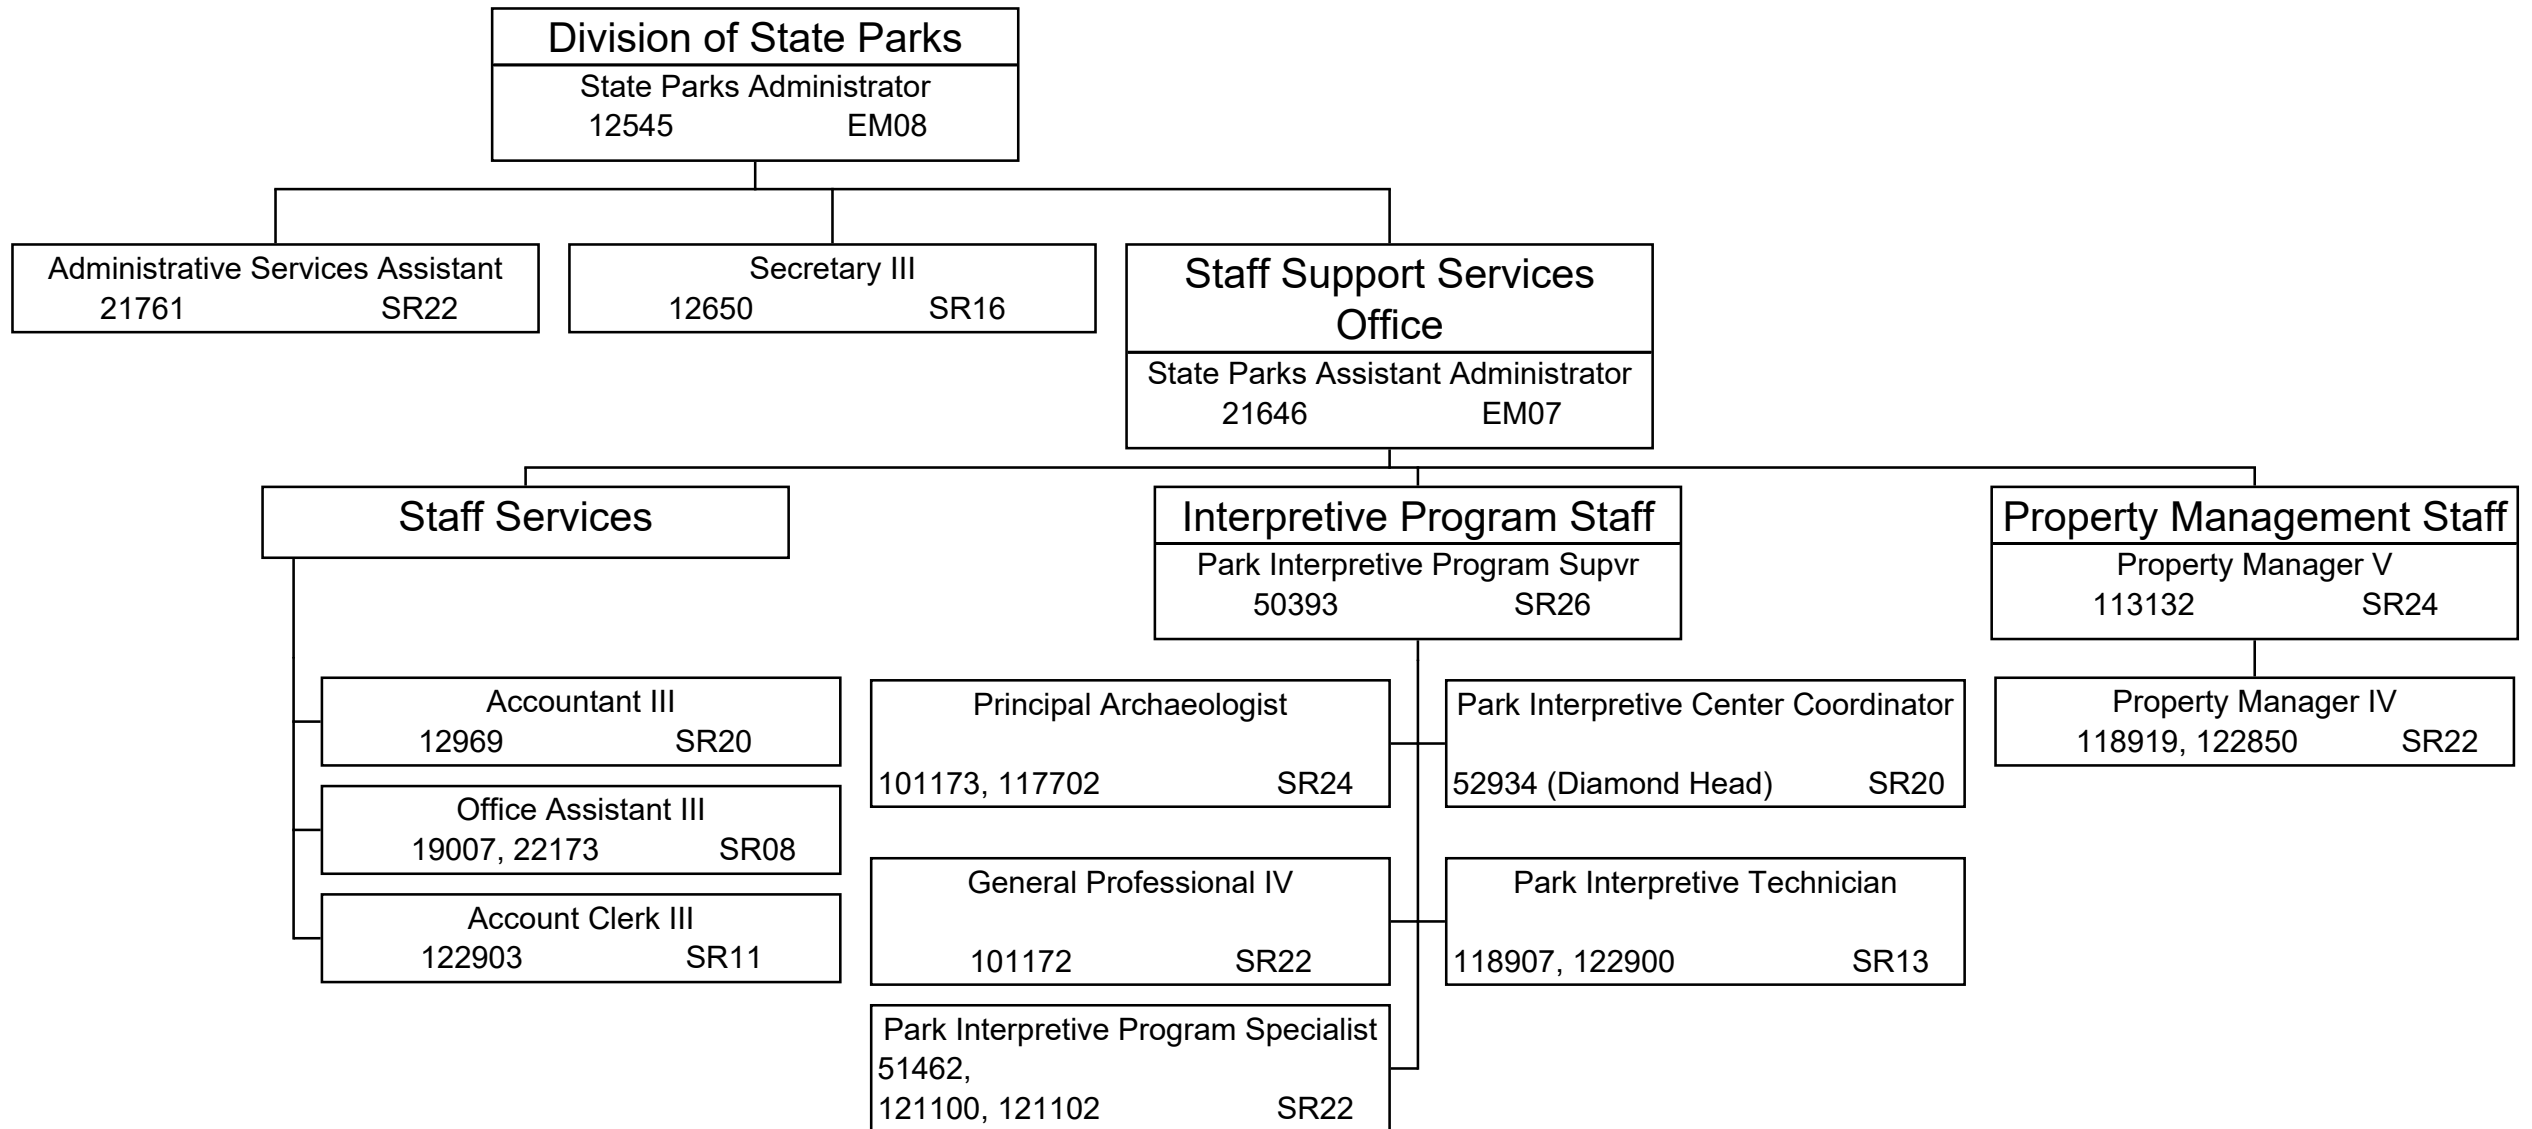 Division of State Parks
State Parks Administrator
12545 EM08
Administrative Services Assistant
21761 SR22
Secretary III
12650 SR16
Staff Support Services
Office
State Parks Assistant Administrator
21646 EM07
Staff Services
Accountant III
12969 SR20
Office Assistant III
19007, 22173 SR08
Account Clerk III
122903 SR11
Interpretive Program Staff
Park Interpretive Program Supvr
50393 SR26
Principal Archaeologist
101173, 117702 SR24
Park Interpretive Center Coordinator
52934 (Diamond Head) SR20
General Professional IV
101172 SR22
Park Interpretive Technician
118907, 122900 SR13
Park Interpretive Program Specialist
51462,
121100, 121102 SR22
Property Management Staff
Property Manager V
113132 SR24
Property Manager IV
118919, 122850 SR22